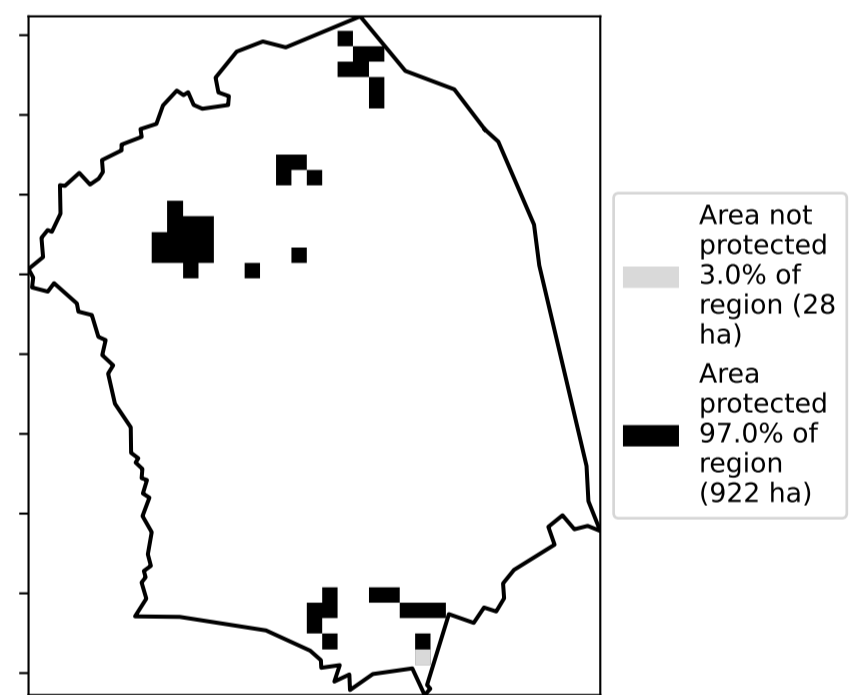 Area not
protected
3.0% of
region (28
ha)
Area
protected
97.0% of
region
(922 ha)